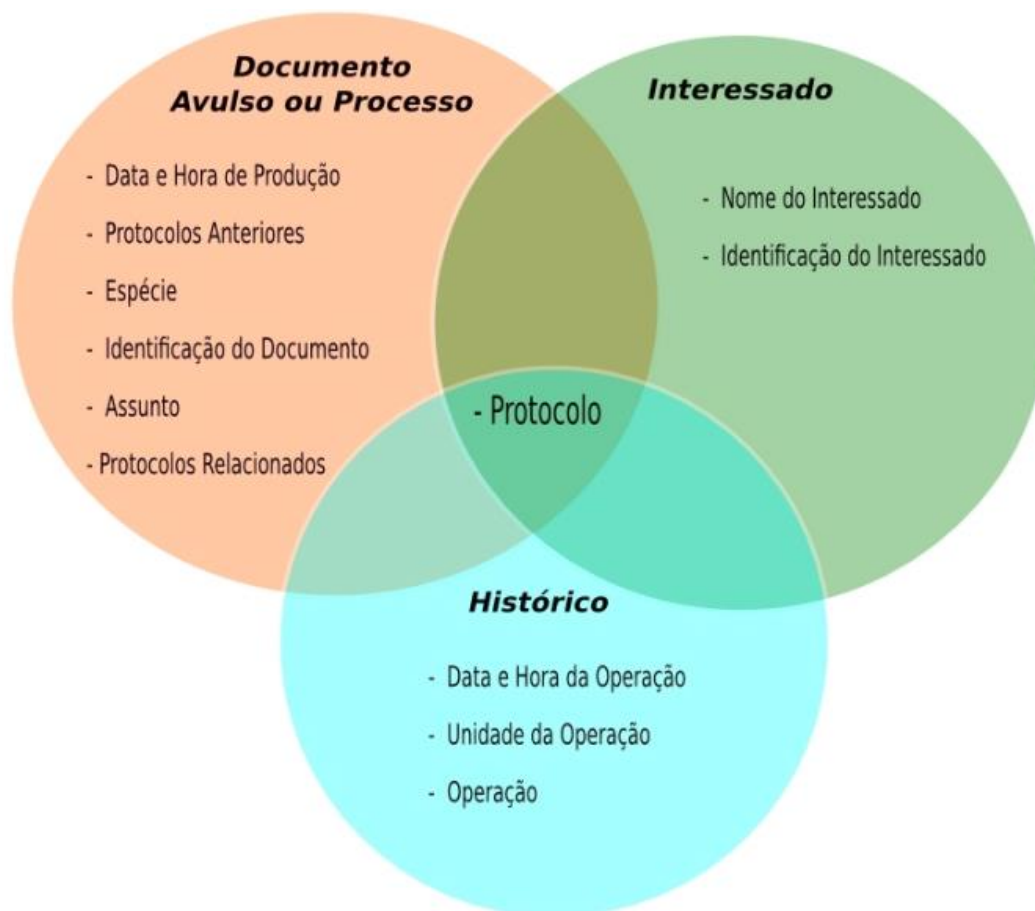 Documento
Avulso ou Processo
- Data e Hora de Produção
- Protocolos Anteriores
- Espécie
- Identificação do Documento
- Assunto
- Protocolos Relacionados
Interessado
- Nome do Interessado
- Identificação do Interessado
- Protocolo
Histórico
- Data e Hora da Operação
- Unidade da Operação
- Operação